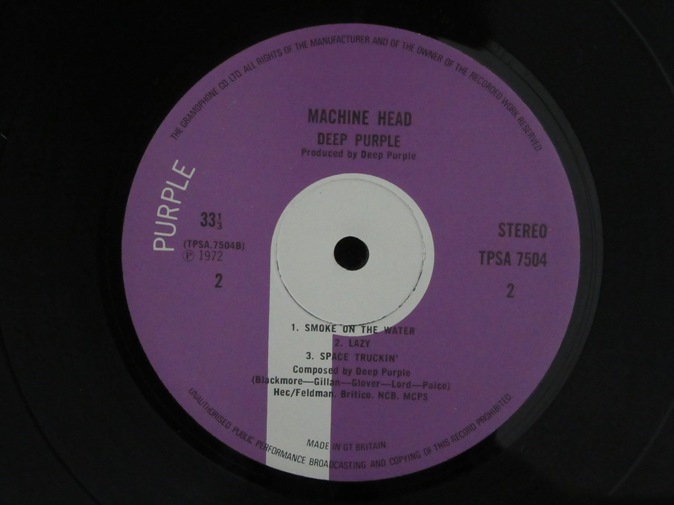 THE GRAMOPHONE CO LTD. ALL RIGHTS OF THE MANUFACTURER AND OF THE OWNER OF THE RECORDED WORK RESERVED
MACHINE HEAD
DEEP PURPLE
Produced by Deep Purple
PURPLE
33⅓
(TPSA.7504B)
Ⓟ 1972
2
STEREO
TPSA 7504
2
1. SMOKE ON THE WATER
2. LAZY
3. SPACE TRUCKIN'
Composed by Deep Purple
(Blackmore—Gillan—Glover—Lord—Paice)
Hec/Feldman. Britico. NCB. MCPS
MADE IN GT BRITAIN
UNAUTHORISED PUBLIC PERFORMANCE BROADCASTING AND COPYING OF THIS RECORD PROHIBITED.